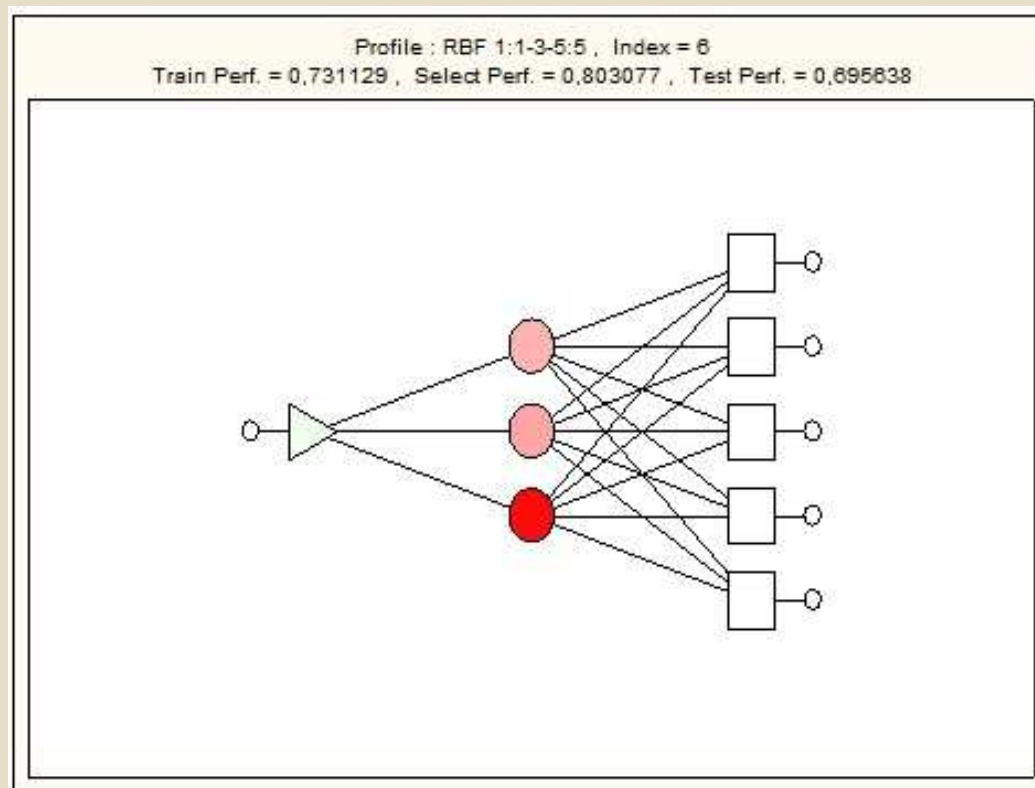 Profile : RBF 1:1-3-5:5 , Index = 6
Train Perf. = 0,731129 , Select Perf. = 0,803077 , Test Perf. = 0,695638